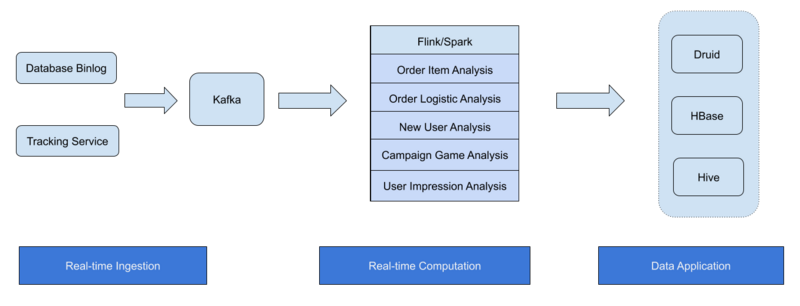 Database Binlog
Tracking Service
Kafka
Flink/Spark
Order Item Analysis
Order Logistic Analysis
New User Analysis
Campaign Game Analysis
User Impression Analysis
Druid
HBase
Hive
Real-time Ingestion
Real-time Computation
Data Application